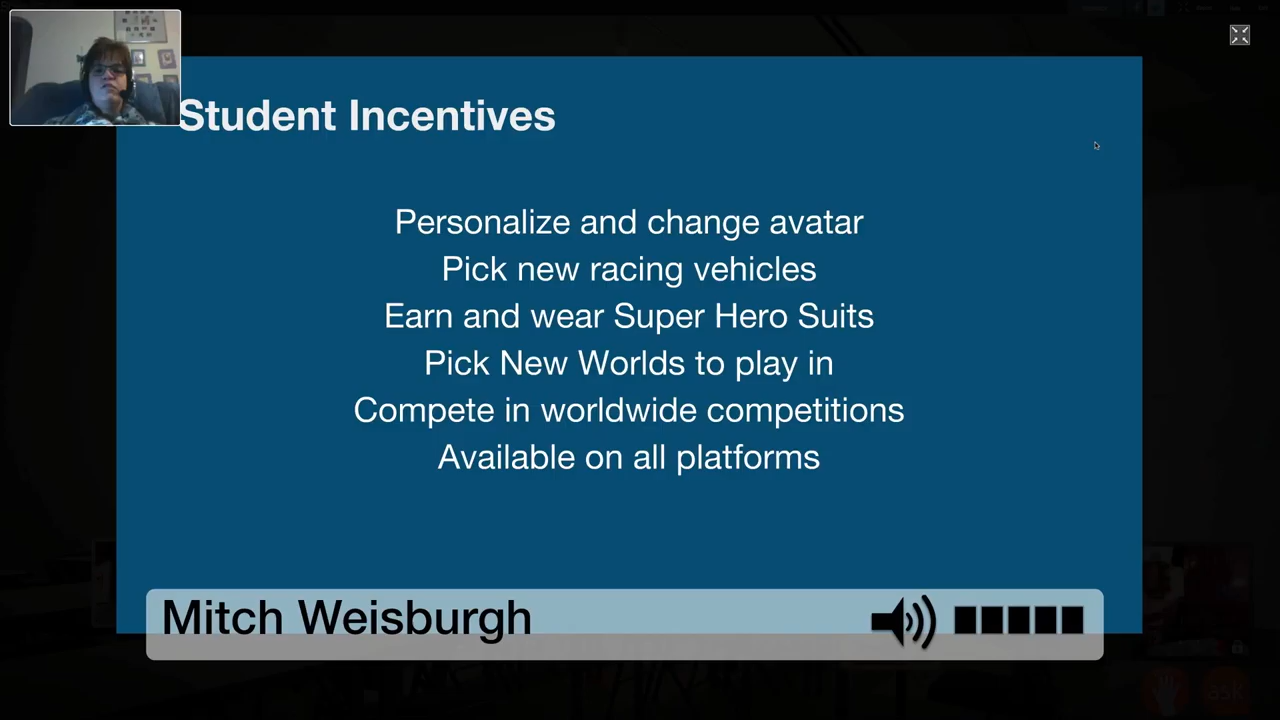 Student Incentives
Personalize and change avatar
Pick new racing vehicles
Earn and wear Super Hero Suits
Pick New Worlds to play in
Compete in worldwide competitions
Available on all platforms
Mitch Weisburgh
ASK